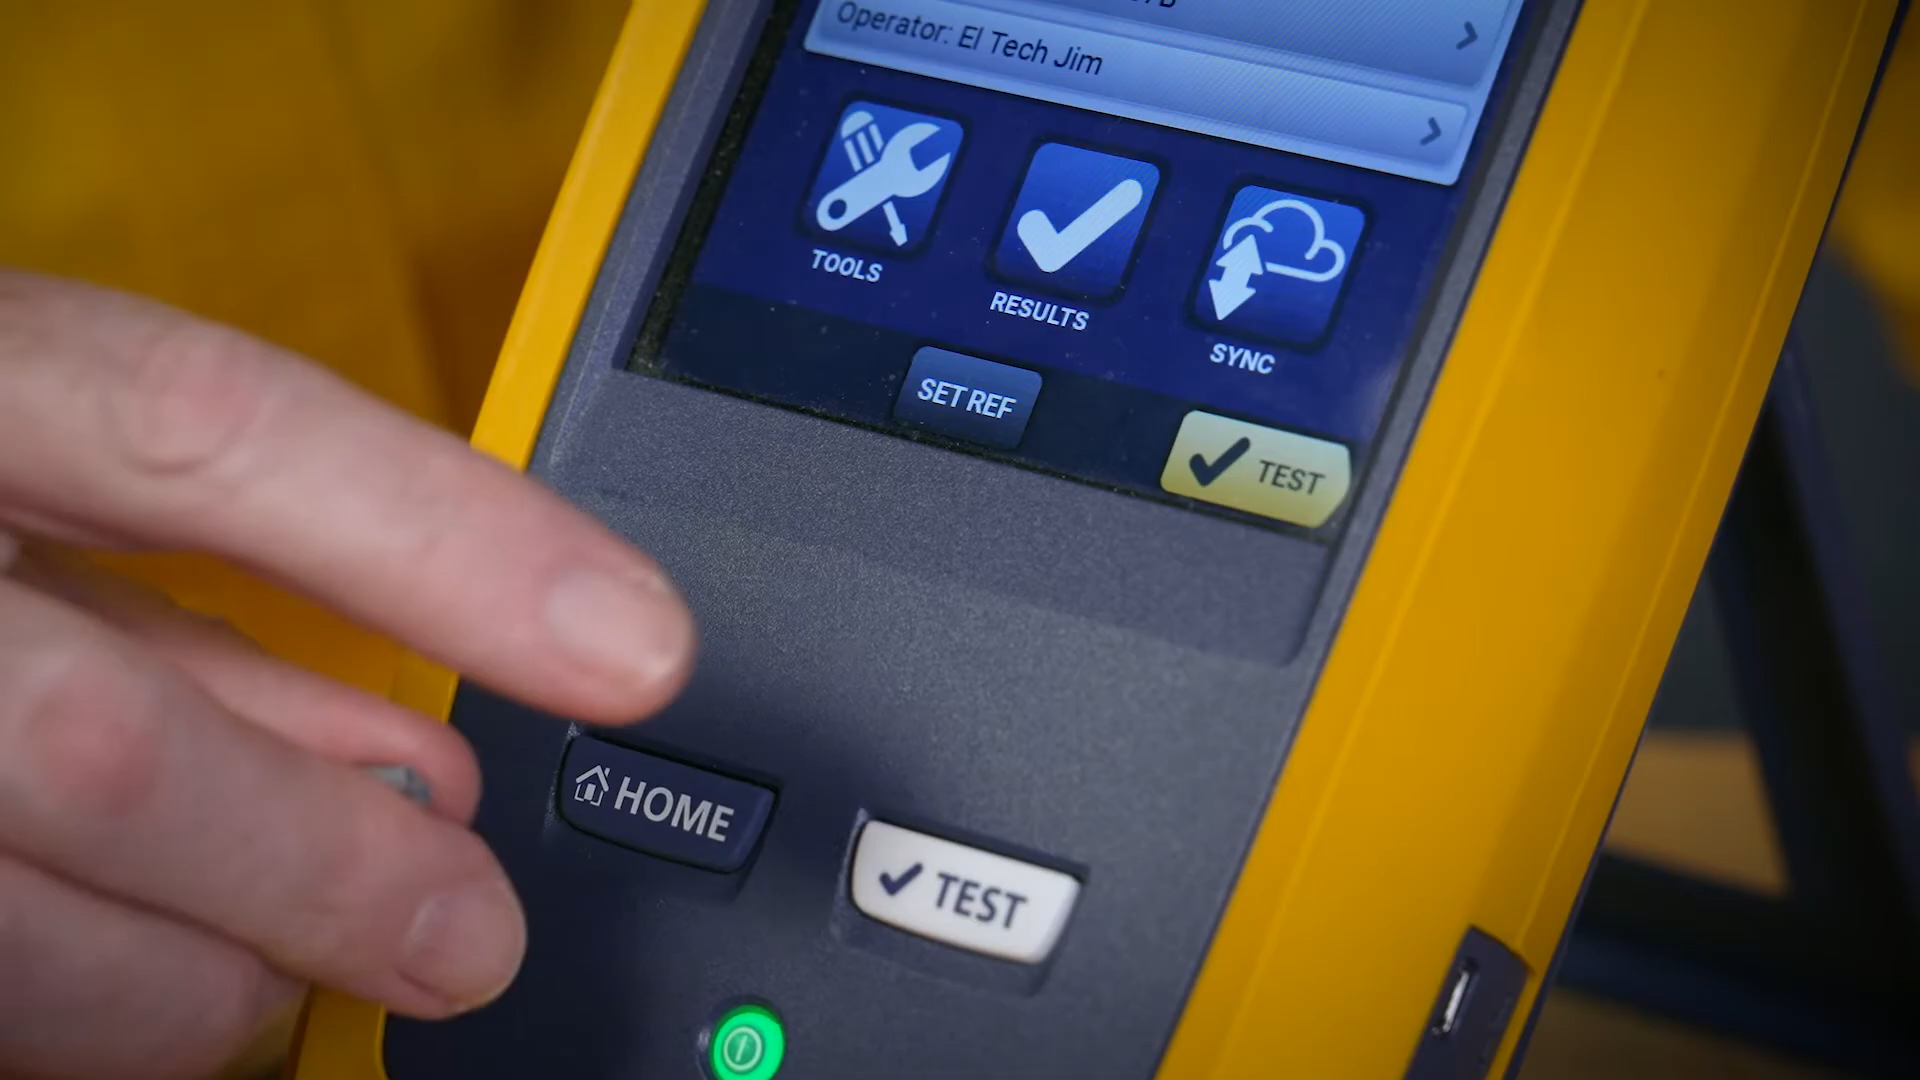 Operator: El Tech Jim
TOOLS
RESULTS
SYNC
SET REF
TEST
HOME
TEST